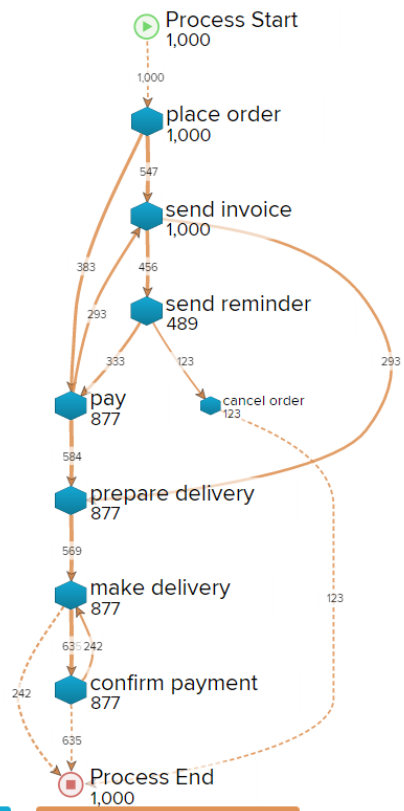 Process Start
1,000
1,000
place order
1,000
547
send invoice
1,000
383
456
293
send reminder
489
333
123
293
pay
877
cancel order
123
584
prepare delivery
877
569
make delivery
877
123
635
242
242
confirm payment
877
635
Process End
1,000